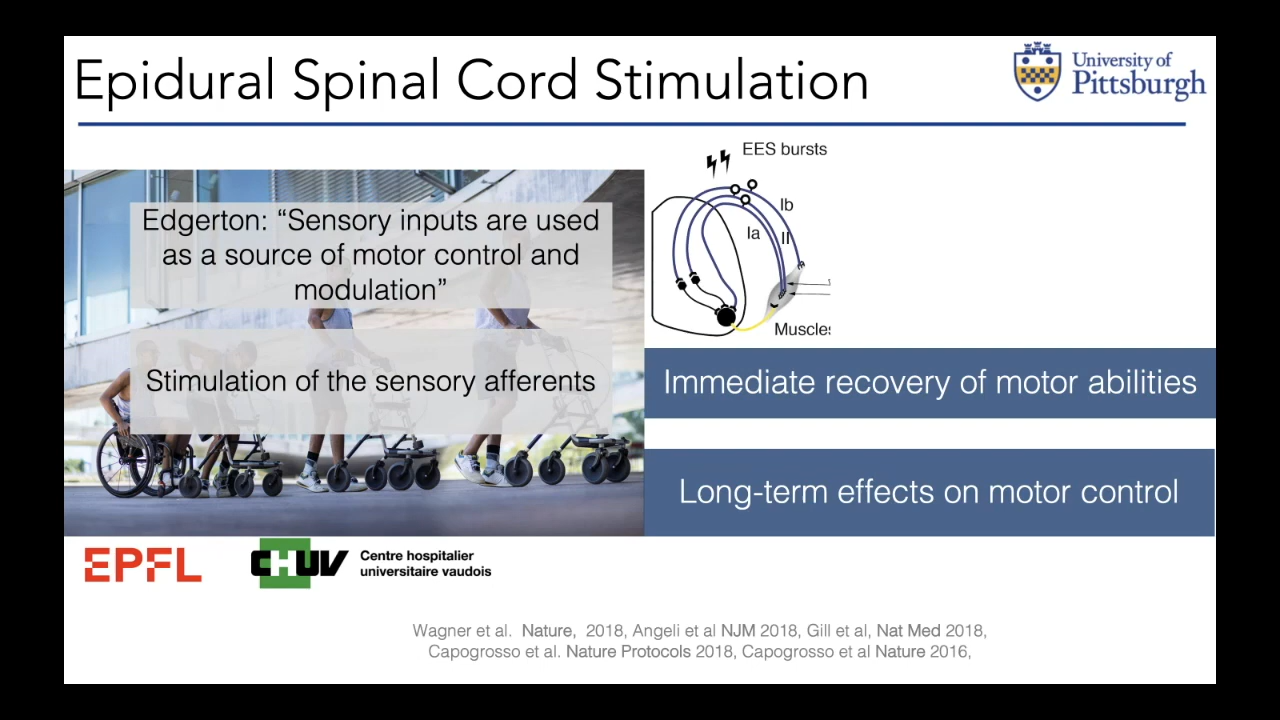 Epidural Spinal Cord Stimulation
University of
Pittsburgh
EES bursts
Ib
Ia
II
Muscles
Edgerton: “Sensory inputs are used
as a source of motor control and
modulation”
Stimulation of the sensory afferents
Immediate recovery of motor abilities
Long-term effects on motor control
EPFL
CHUV
Centre hospitalier
universitaire vaudois
Wagner et al. Nature, 2018, Angeli et al NJM 2018, Gill et al, Nat Med 2018,
Capogrosso et al. Nature Protocols 2018, Capogrosso et al Nature 2016,